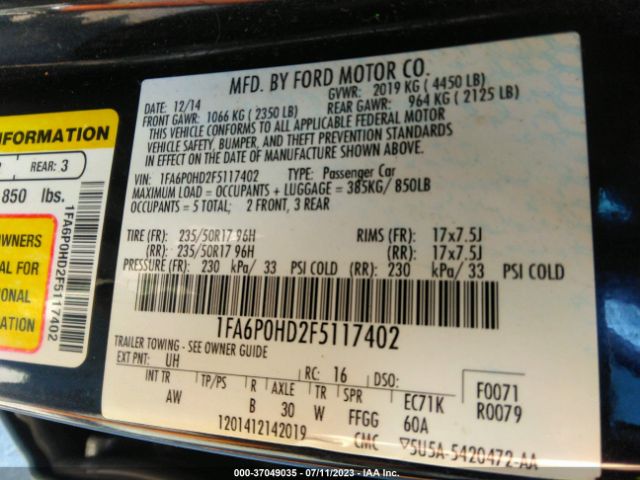 MFD. BY FORD MOTOR CO.
DATE: 12/14 GVWR: 2019 KG ( 4450 LB)
FRONT GAWR: 1066 KG ( 2350 LB) REAR GAWR: 964 KG ( 2125 LB)
THIS VEHICLE CONFORMS TO ALL APPLICABLE FEDERAL MOTOR
VEHICLE SAFETY, BUMPER, AND THEFT PREVENTION STANDARDS
IN EFFECT ON THE DATE OF MANUFACTURE SHOWN ABOVE.
VIN: 1FA6P0HD2F5117402 TYPE: Passenger Car
MAXIMUM LOAD = OCCUPANTS + LUGGAGE = 385KG/ 850LB
OCCUPANTS = 5 TOTAL; 2 FRONT, 3 REAR
TIRE (FR): 235/50R17 96H RIMS (FR): 17x7.5J
(RR): 235/50R17 96H (RR): 17x7.5J
PRESSURE (FR): 230 kPa/ 33 PSI COLD (RR): 230 kPa/ 33 PSI COLD
1FA6P0HD2F5117402
TRAILER TOWING - SEE OWNER GUIDE
EXT PNT: UH RC: 16 DSO: F0071
INT TR TP/PS R AXLE TR SPR EC71K R0079
AW B 30 W FFGG 60A
1201412142019 CMC ▽5U5A-5420472-AA
INFORMATION
REAR: 3
850 lbs.
OWNERS
AL FOR
ONAL
1FA6P0HD2F5117402
© 2000 - 37049035 - 07/11/2023 - IAA Inc.